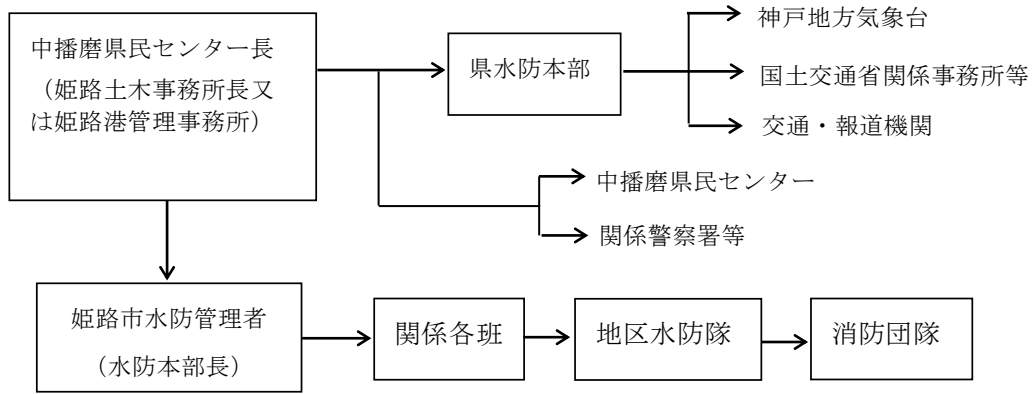 中播磨県民センター長
（姫路土木事務所長又
は姫路港管理事務所）
県水防本部
神戸地方気象台
国土交通省関係事務所等
交通・報道機関
中播磨県民センター
関係警察署等
姫路市水防管理者
（水防本部長）
関係各班
地区水防隊
消防団隊